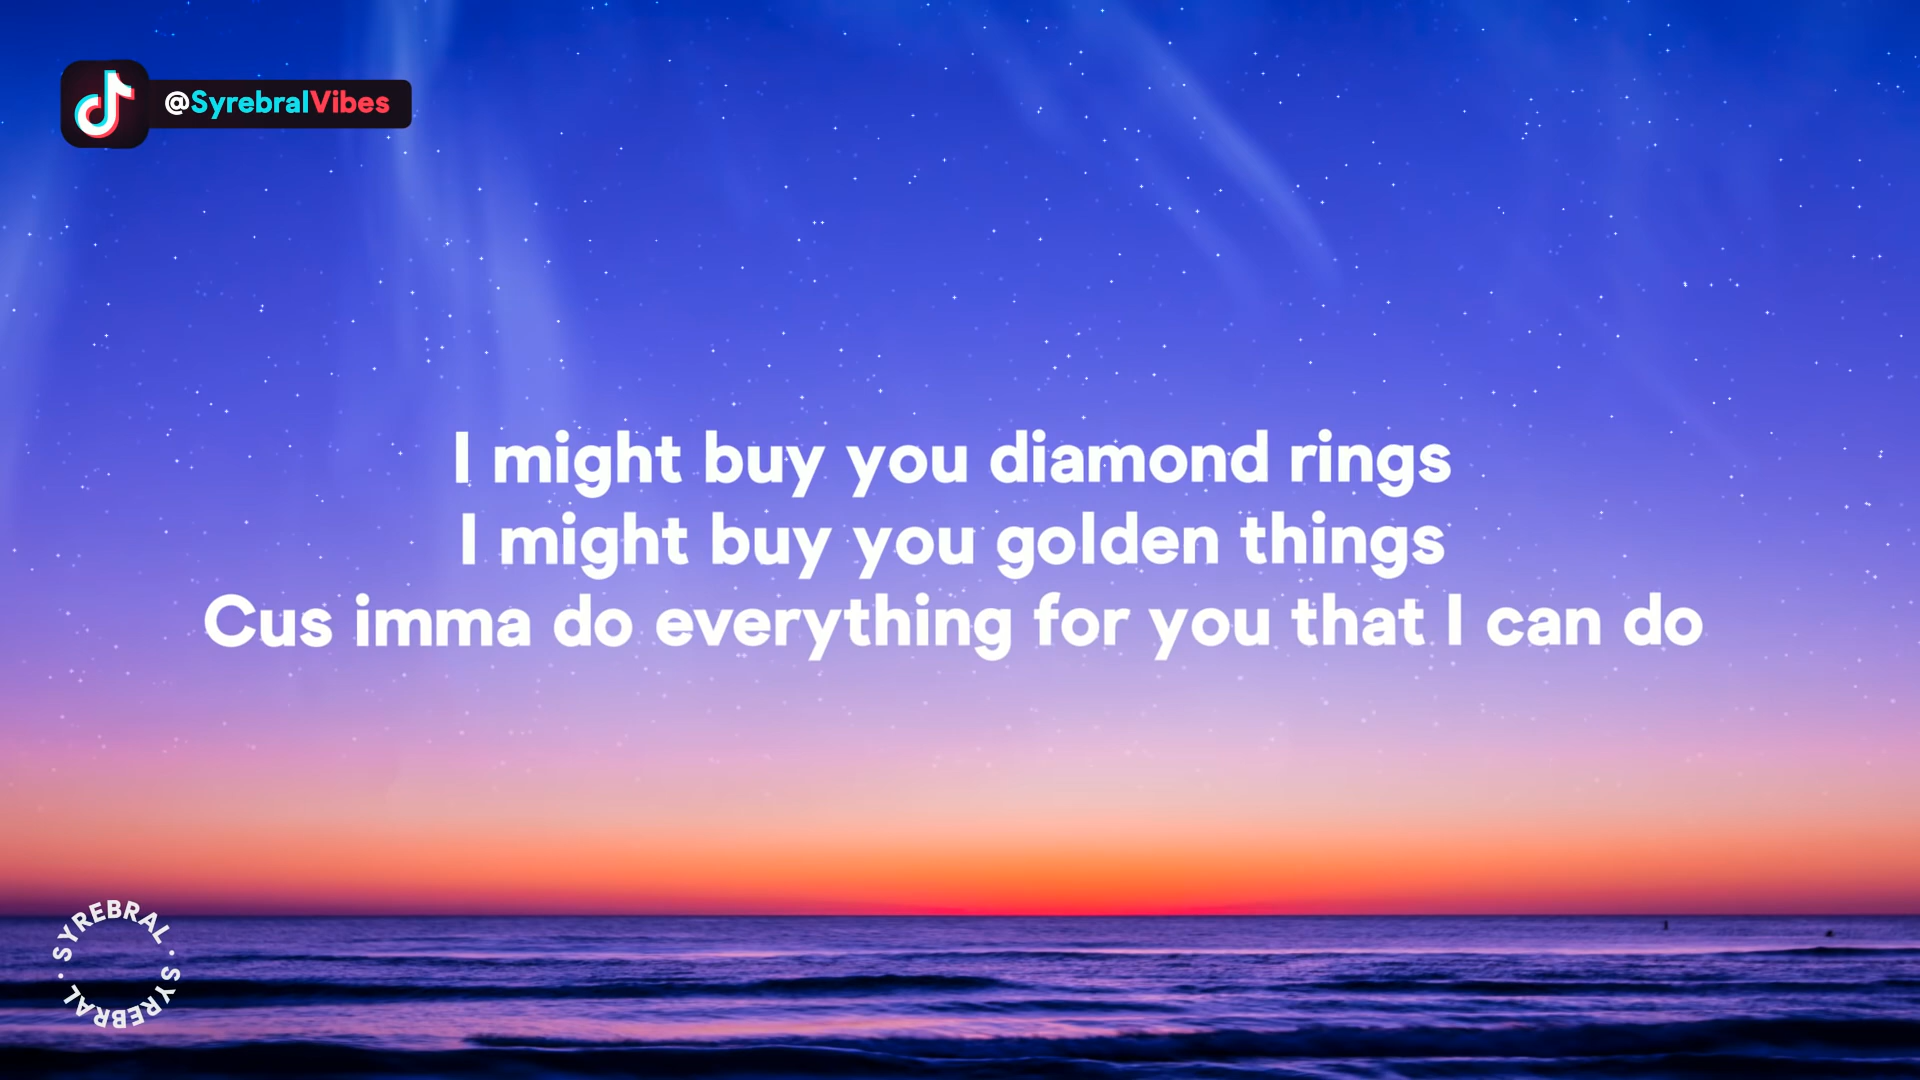 @SyrebralVibes
I might buy you diamond rings
I might buy you golden things
Cus imma do everything for you that I can do
SYREBRAL · SYREBRAL ·